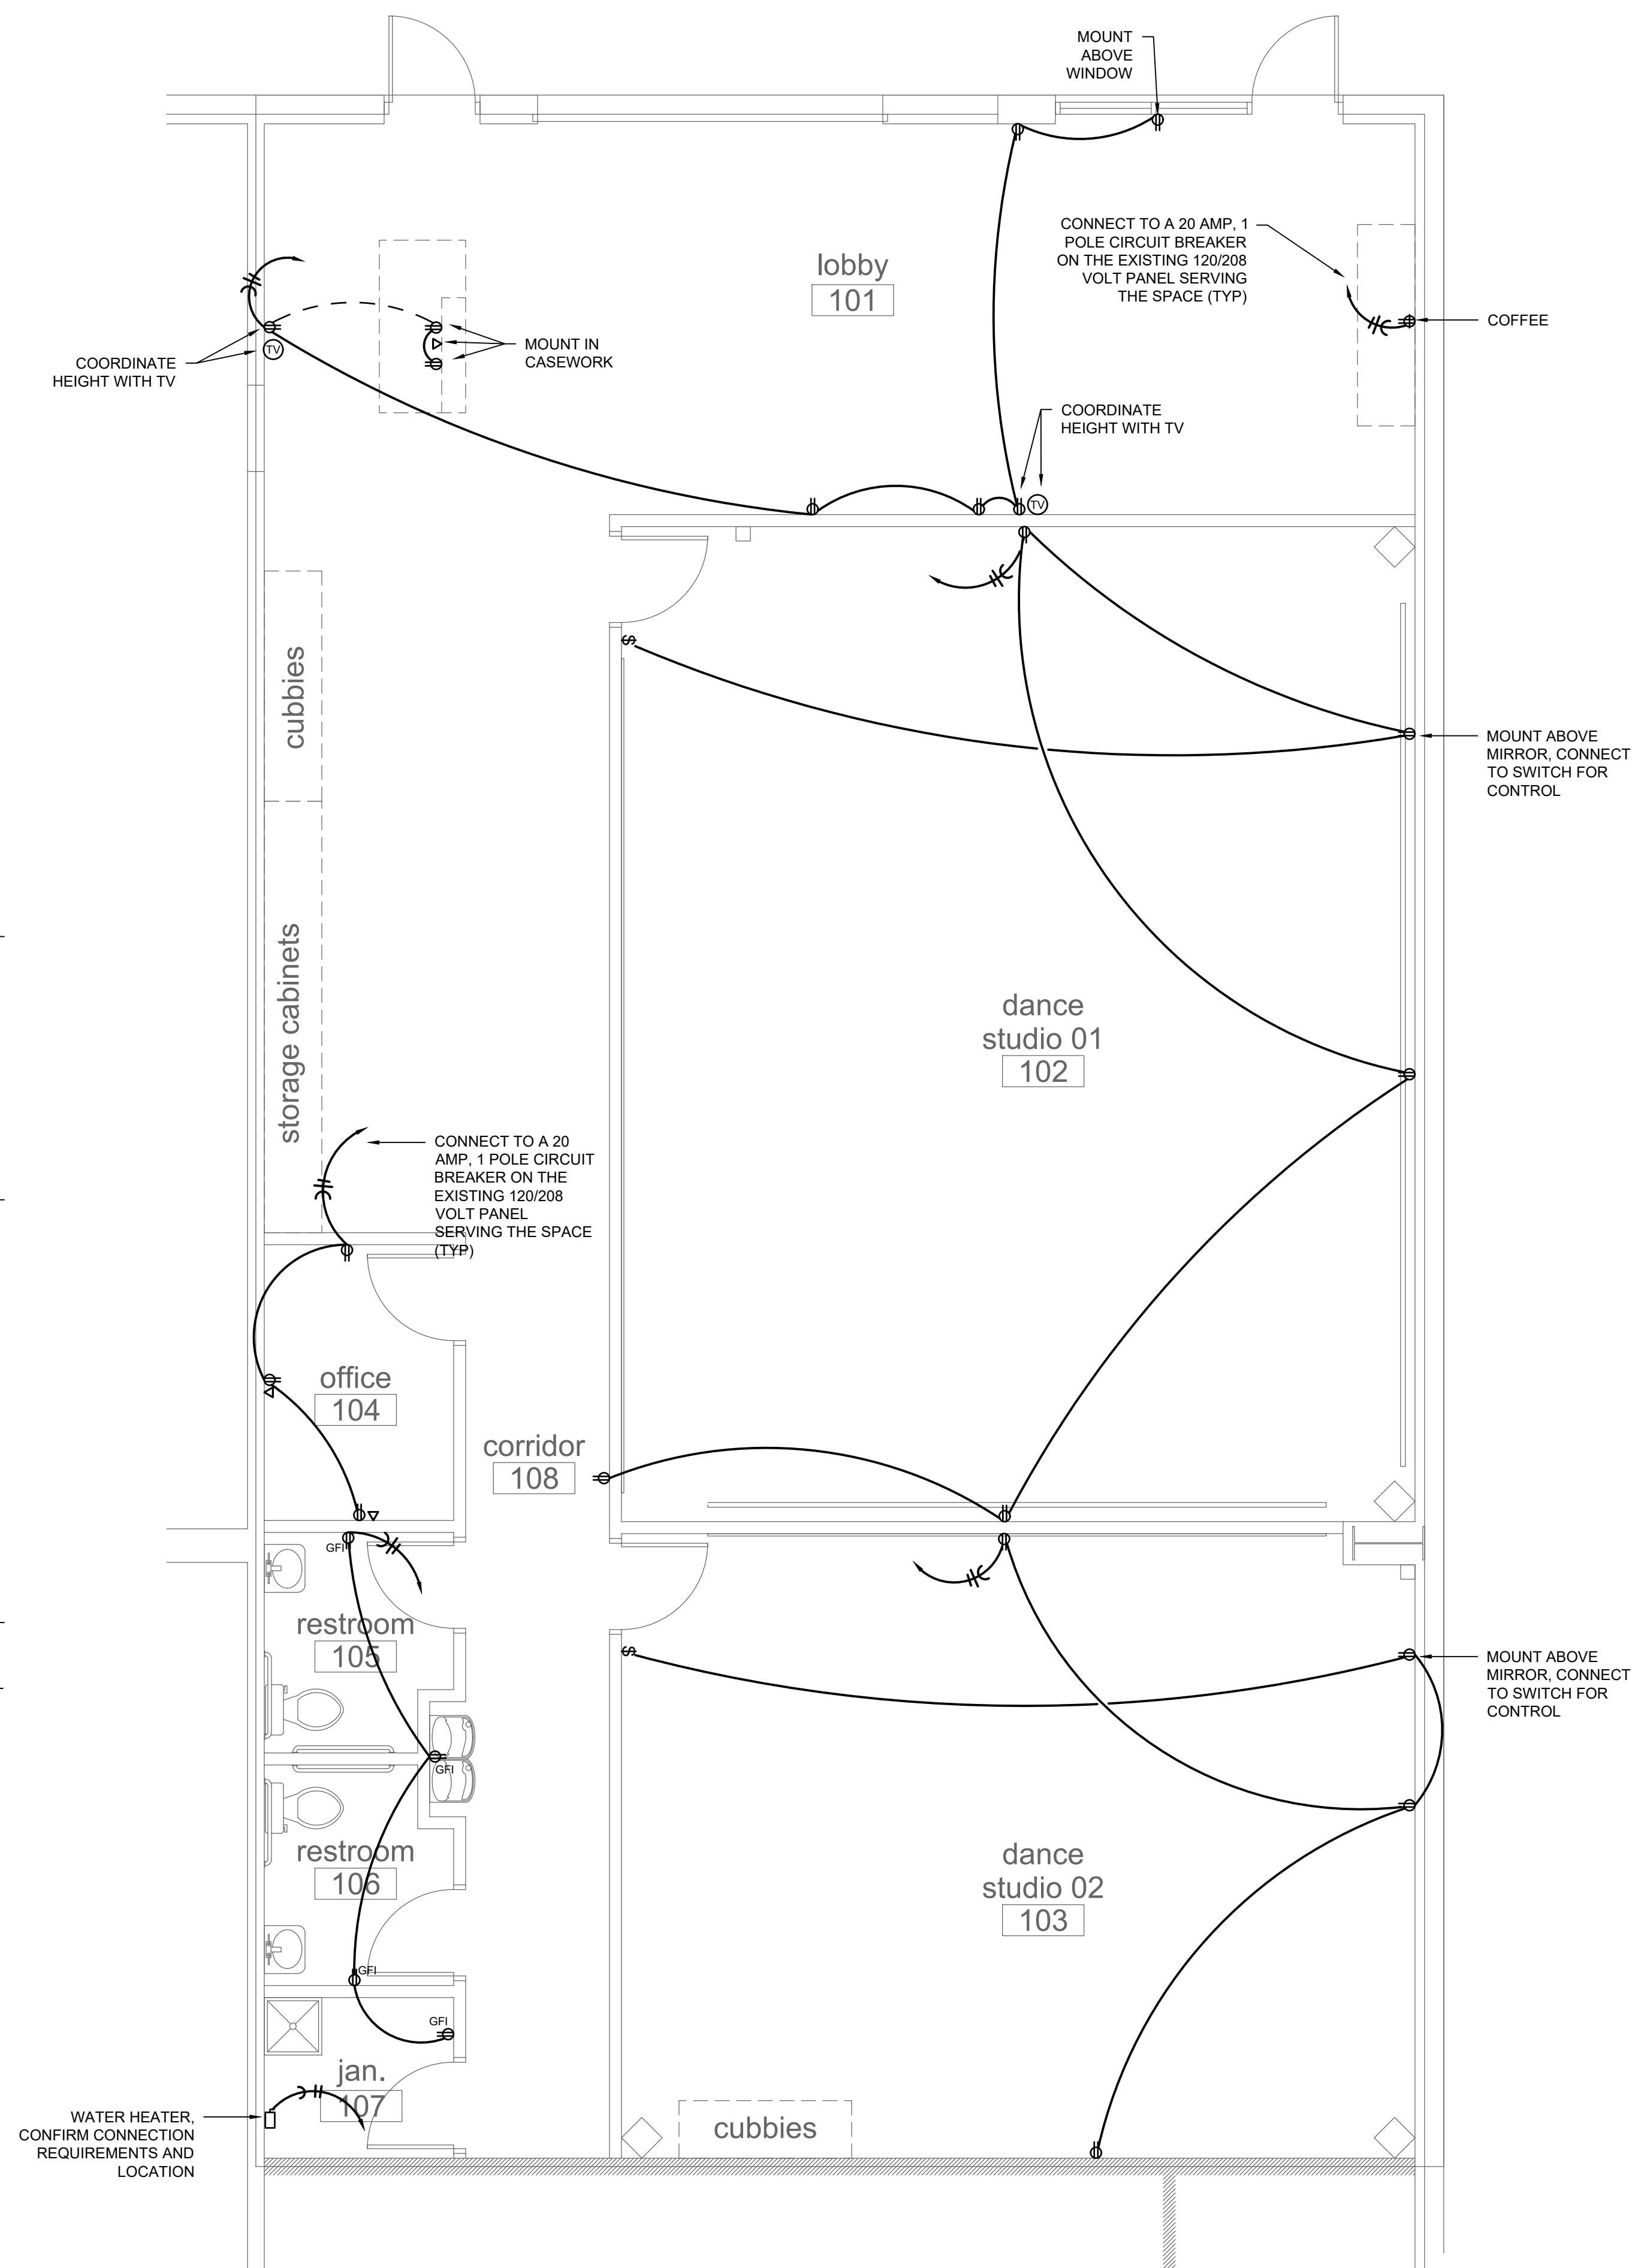 MOUNT
ABOVE
WINDOW
CONNECT TO A 20 AMP, 1
POLE CIRCUIT BREAKER
ON THE EXISTING 120/208
VOLT PANEL SERVING
THE SPACE (TYP)
lobby
101
COFFEE
MOUNT IN
CASEWORK
TV
COORDINATE
HEIGHT WITH TV
COORDINATE
HEIGHT WITH TV
TV
$
cubbies
MOUNT ABOVE
MIRROR, CONNECT
TO SWITCH FOR
CONTROL
storage cabinets
dance
studio 01
102
CONNECT TO A 20
AMP, 1 POLE CIRCUIT
BREAKER ON THE
EXISTING 120/208
VOLT PANEL
SERVING THE SPACE
(TYP)
office
104
corridor
108
GFI
restroom
105
$
MOUNT ABOVE
MIRROR, CONNECT
TO SWITCH FOR
CONTROL
GFI
restroom
106
dance
studio 02
103
GFI
GFI
jan.
107
WATER HEATER,
CONFIRM CONNECTION
REQUIREMENTS AND
LOCATION
cubbies